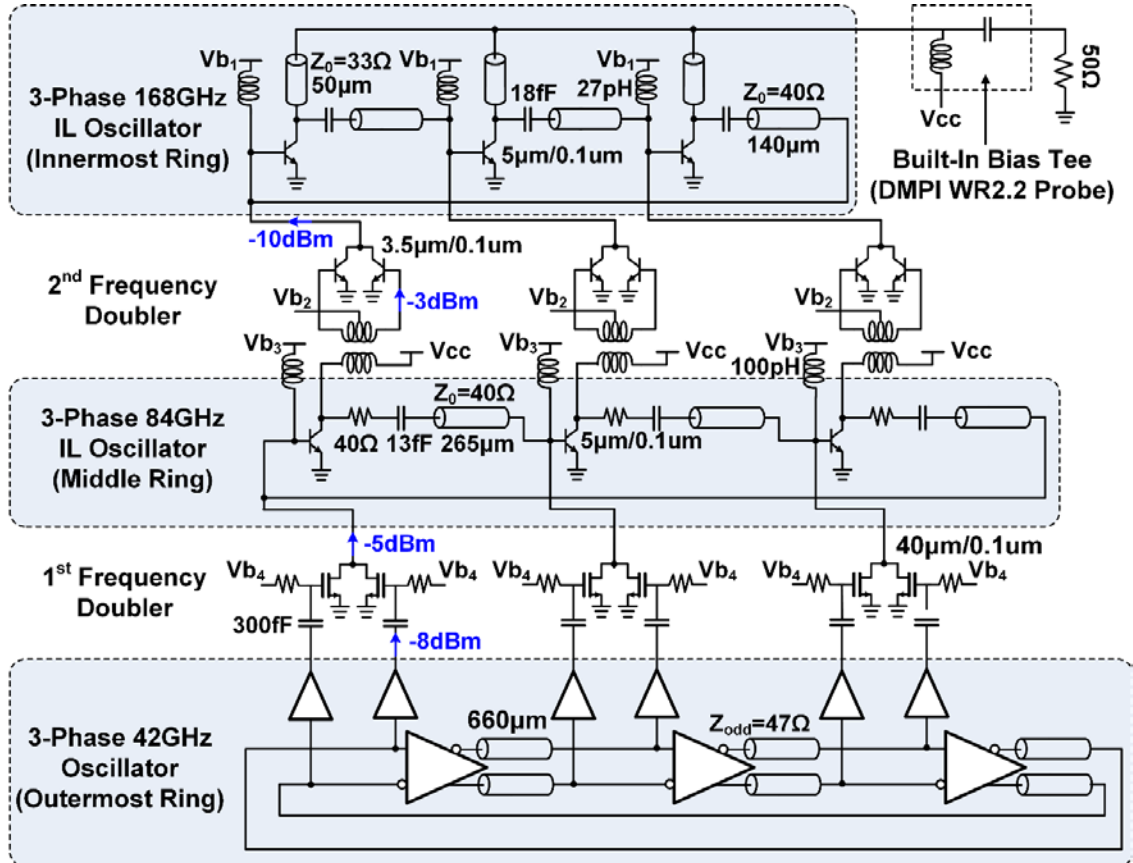 Vb1
Z0=33Ω
50µm
Vb1
18fF
27pH
Vb1
Z0=40Ω
50Ω
3-Phase 168GHz
IL Oscillator
(Innermost Ring)
5µm/0.1um
140µm
Vcc
Built-In Bias Tee
(DMPI WR2.2 Probe)
-10dBm
3.5µm/0.1um
2nd Frequency
Doubler
Vb2
-3dBm
Vb2
Vb2
Vb3
Vcc
Vb3
Vcc
Vb3
Vcc
100pH
3-Phase 84GHz
IL Oscillator
(Middle Ring)
Z0=40Ω
40Ω
13fF
265µm
5µm/0.1um
-5dBm
40µm/0.1um
1st Frequency
Doubler
Vb4
Vb4
Vb4
Vb4
Vb4
Vb4
300fF
-8dBm
3-Phase 42GHz
Oscillator
(Outermost Ring)
660µm
Zodd=47Ω